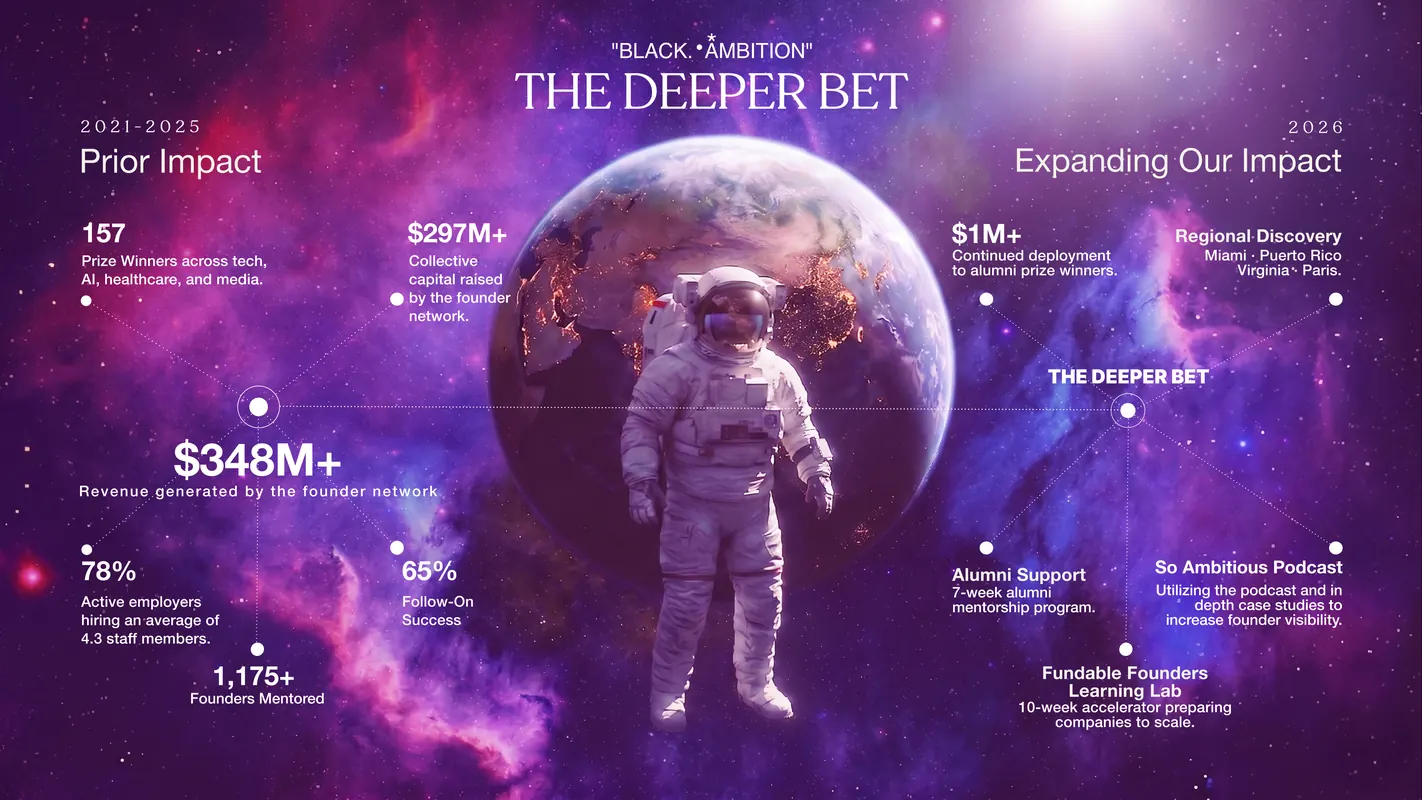 "BLACK.•*AMBITION"
THE DEEPER BET
2021-2025
Prior Impact
157
Prize Winners across tech,
AI, healthcare, and media.
$297M+
Collective
capital raised
by the founder
network.
$348M+
Revenue generated by the founder network
78%
Active employers
hiring an average of
4.3 staff members.
65%
Follow-On
Success
1,175+
Founders Mentored
2026
Expanding Our Impact
$1M+
Continued deployment
to alumni prize winners.
Regional Discovery
Miami · Puerto Rico
Virginia · Paris.
THE DEEPER BET
Alumni Support
7-week alumni
mentorship program.
So Ambitious Podcast
Utilizing the podcast and in
depth case studies to
increase founder visibility.
Fundable Founders
Learning Lab
10-week accelerator preparing
companies to scale.